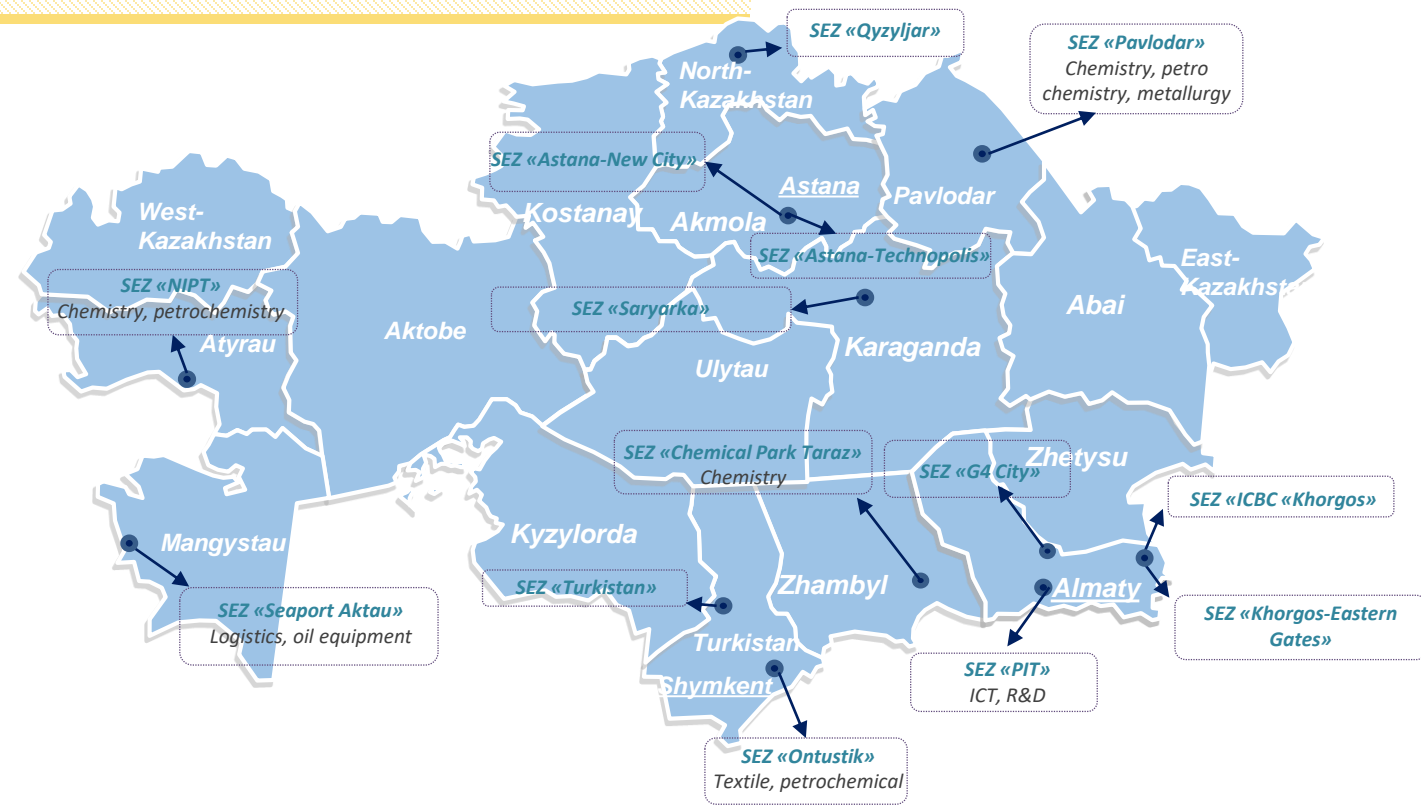 SEZ «Qyzyljar»
SEZ «Pavlodar»
Chemistry, petro
chemistry, metallurgy
North-
Kazakhstan
SEZ «Astana-New City»
Astana
Pavlodar
West-
Kazakhstan
Kostanay
Akmola
SEZ «Astana-Technopolis»
East-
Kazakhst
SEZ «NIPT»
Chemistry, petrochemistry
SEZ «Saryarka»
Abai
Atyrau
Aktobe
Karaganda
Ulytau
SEZ «Chemical Park Taraz»
Chemistry
SEZ «G4 City»
Zhetysu
SEZ «ICBC «Khorgos»
Mangystau
Kyzylorda
SEZ «Turkistan»
Zhambyl
Almaty
SEZ «Seaport Aktau»
Logistics, oil equipment
SEZ «Khorgos-Eastern
Gates»
Turkistan
Shymkent
SEZ «PIT»
ICT, R&D
SEZ «Ontustik»
Textile, petrochemical